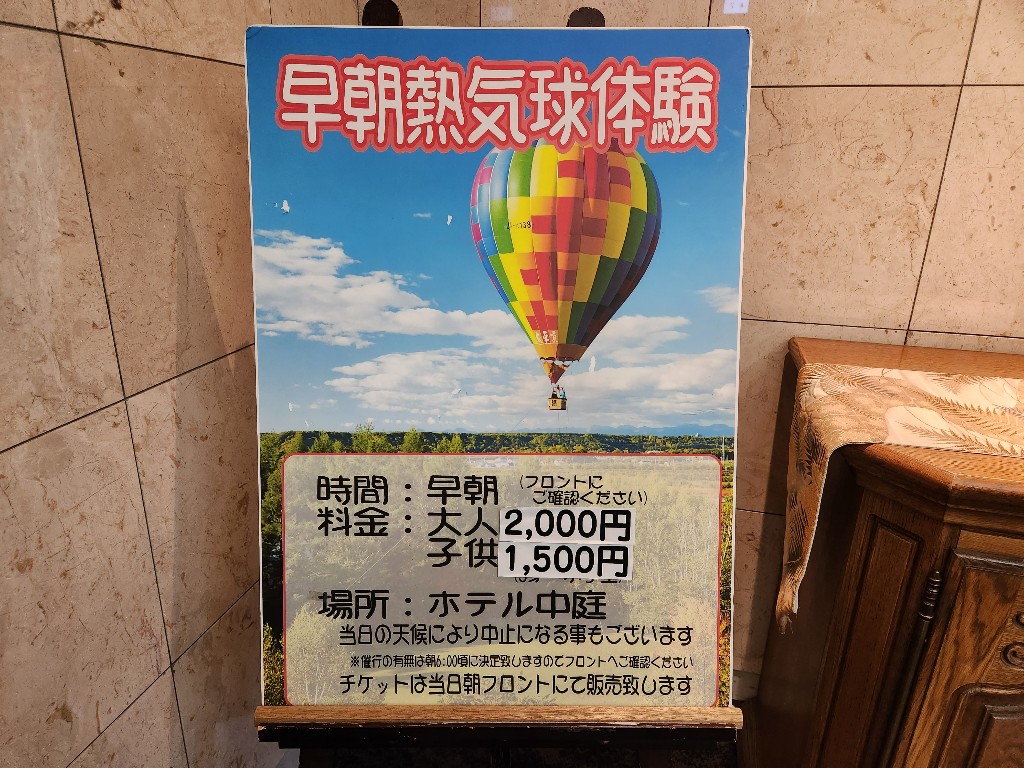 早朝熱気球体験
時間：早朝 (フロントに
ご確認ください)
料金：大人 2,000円
子供 1,500円
場所：ホテル中庭
当日の天候により中止になる事もございます
※催行の有無は朝6:00頃に決定致しますのでフロントへご確認ください
チケットは当日朝フロントにて販売致します